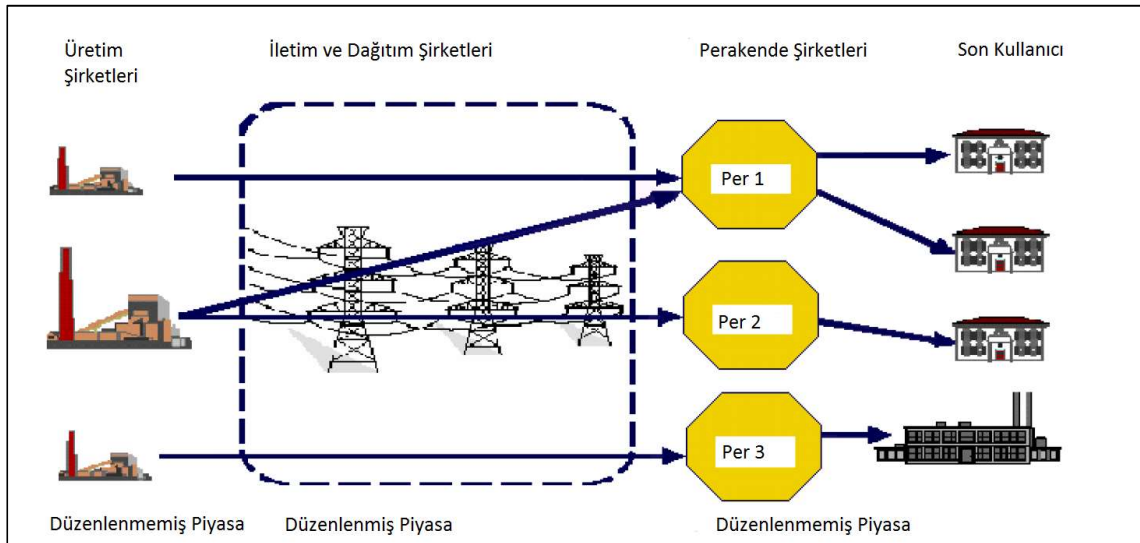 Üretim
Şirketleri
İletim ve Dağıtım Şirketleri
Perakende Şirketleri
Son Kullanıcı
Per 1
Per 2
Per 3
Düzenlenmemiş Piyasa
Düzenlenmiş Piyasa
Düzenlenmemiş Piyasa